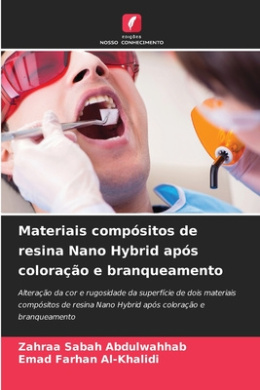 edições
NOSSO CONHECIMENTO
Materiais compósitos de
resina Nano Hybrid após
coloração e branqueamento
Alteração da cor e rugosidade da superfície de dois materiais
compósitos de resina Nano Hybrid após coloração e
branqueamento
Zahraa Sabah Abdulwahhab
Emad Farhan Al-Khalidi